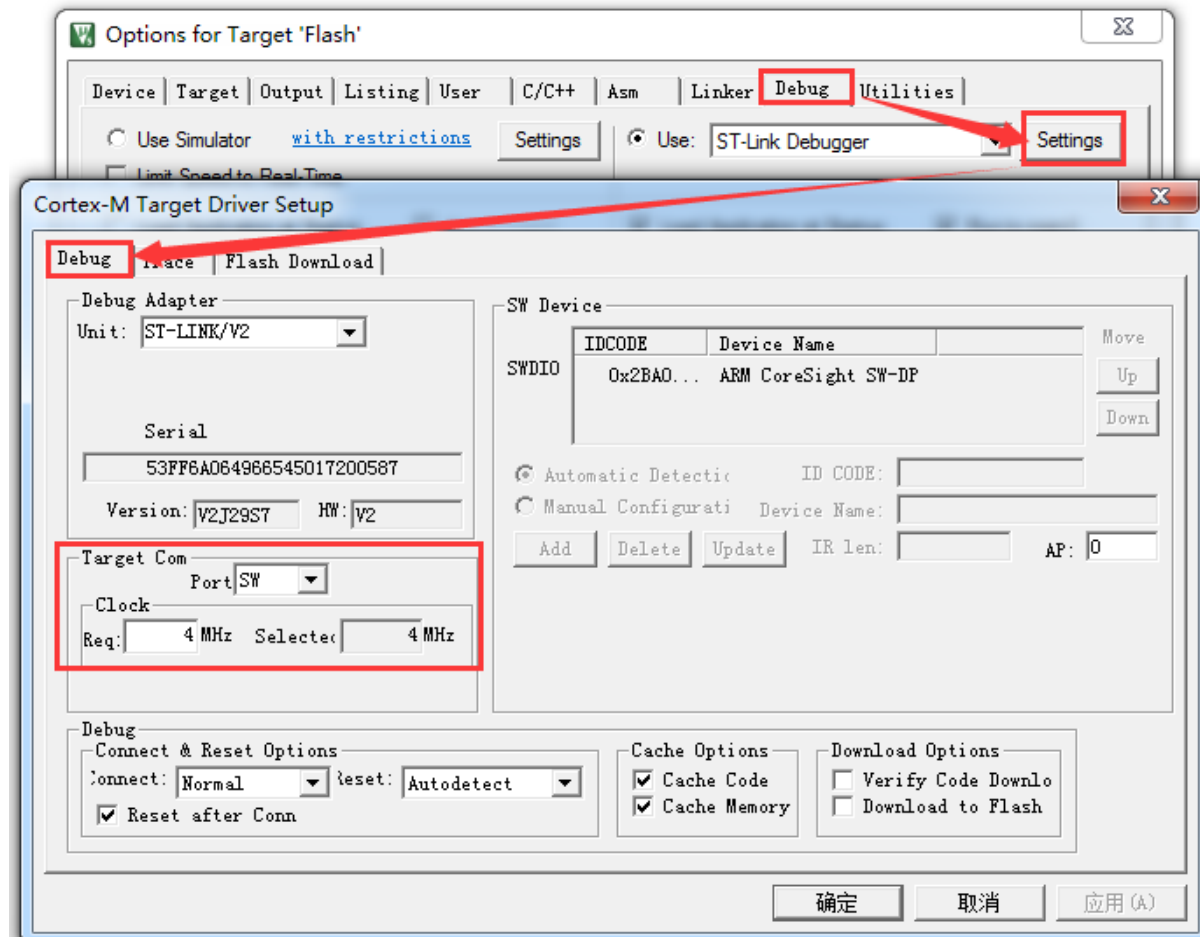 Options for Target 'Flash'
Device Target Output Listing User C/C++ Asm Linker Debug Utilities
Use Simulator with restrictions Settings Use: ST-Link Debugger Settings
Limit Speed to Real-Time
Cortex-M Target Driver Setup
Debug Trace Flash Download
Debug Adapter
Unit: ST-LINK/V2
Serial
53FF6A064966545017200587
Version: V2J29S7 HW: V2
Target Com
Port SW
Clock
Req: 4 MHz Selected 4 MHz
SW Device
IDCODE Device Name Move
SWDIO 0x2BA0... ARM CoreSight SW-DP Up
Down
Automatic Detectic ID CODE:
Manual Configurati Device Name:
Add Delete Update IR len: AP: 0
Debug
Connect & Reset Options
Connect: Normal Reset: Autodetect
Reset after Conn
Cache Options
Cache Code
Cache Memory
Download Options
Verify Code Downlo
Download to Flash
确定 取消 应用(A)